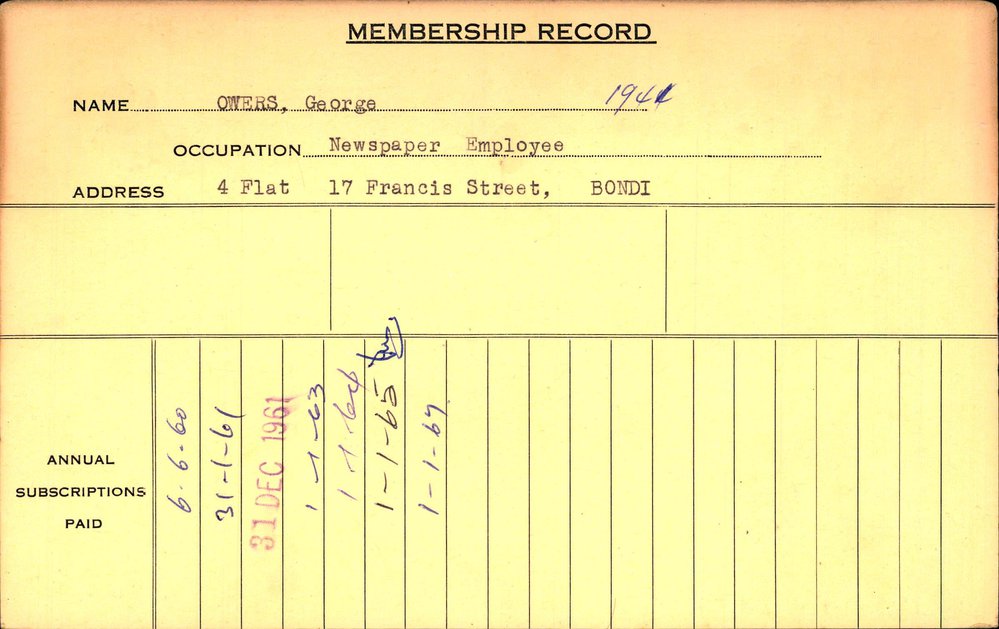 MEMBERSHIP RECORD
NAME OWERS, George
OCCUPATION Newspaper Employee
ADDRESS 4 Flat 17 Francis Street, BONDI
ANNUAL
SUBSCRIPTIONS
PAID
6-6-60
31-1-61
31 DEC 1961
1-1-63
1-1-64
1-1-65
1-1-67